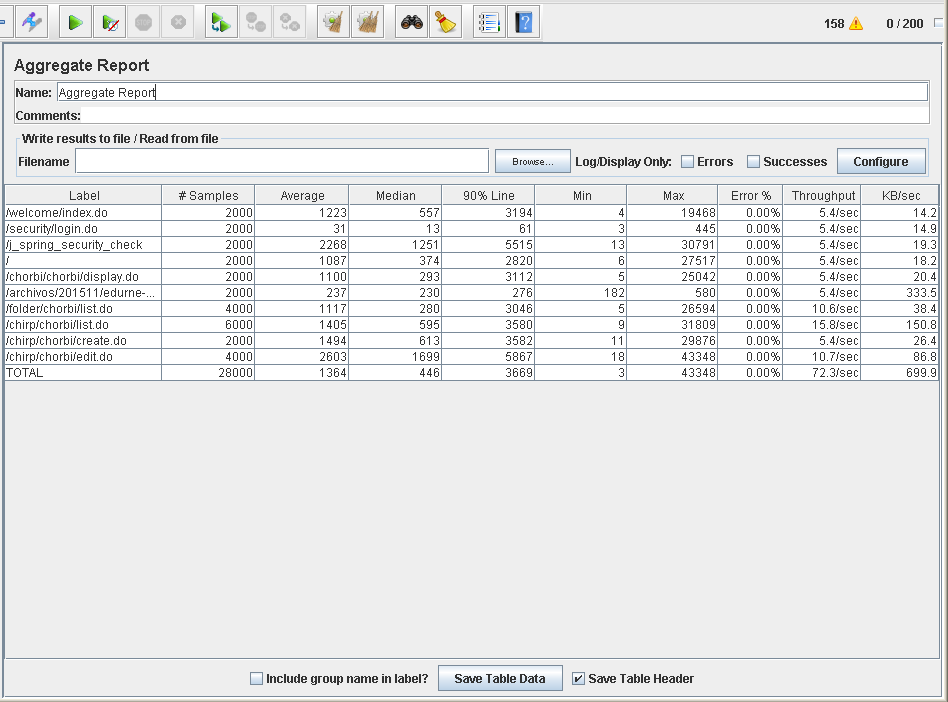 158 0 / 200
Aggregate Report
Name: Aggregate Report
Comments:
Write results to file / Read from file
Filename Browse... Log/Display Only: Errors Successes Configure
Label # Samples Average Median 90% Line Min Max Error % Throughput KB/sec
/welcome/index.do 2000 1223 557 3194 4 19468 0.00% 5.4/sec 14.2
/security/login.do 2000 31 13 61 3 445 0.00% 5.4/sec 14.9
/j_spring_security_check 2000 2268 1251 5515 13 30791 0.00% 5.4/sec 19.3
/ 2000 1087 374 2820 6 27517 0.00% 5.4/sec 18.2
/chorbi/chorbi/display.do 2000 1100 293 3112 5 25042 0.00% 5.4/sec 20.4
/archivos/201511/edurne-... 2000 237 230 276 182 580 0.00% 5.4/sec 333.5
/folder/chorbi/list.do 4000 1117 280 3046 5 26594 0.00% 10.6/sec 38.4
/chirp/chorbi/list.do 6000 1405 595 3580 9 31809 0.00% 15.8/sec 150.8
/chirp/chorbi/create.do 2000 1494 613 3582 11 29876 0.00% 5.4/sec 26.4
/chirp/chorbi/edit.do 4000 2603 1699 5867 18 43348 0.00% 10.7/sec 86.8
TOTAL 28000 1364 446 3669 3 43348 0.00% 72.3/sec 699.9
Include group name in label? Save Table Data Save Table Header